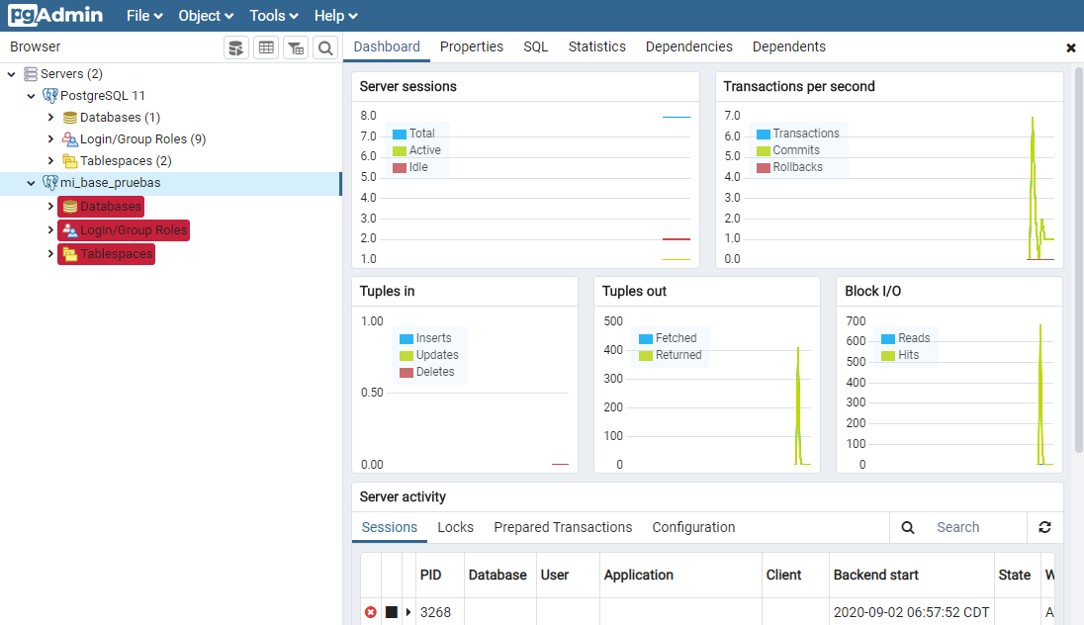 pgAdmin File Object Tools Help
Browser
Dashboard Properties SQL Statistics Dependencies Dependents
Servers (2)
PostgreSQL 11
Databases (1)
Login/Group Roles (9)
Tablespaces (2)
mi_base_pruebas
Databases
Login/Group Roles
Tablespaces
Server sessions
8.0
7.0
6.0
5.0
4.0
3.0
2.0
1.0
Total
Active
Idle
Transactions per second
7.0
6.0
5.0
4.0
3.0
2.0
1.0
0.0
Transactions
Commits
Rollbacks
Tuples in
1.00
0.50
0.00
Inserts
Updates
Deletes
Tuples out
500
400
300
200
100
0
Fetched
Returned
Block I/O
700
600
500
400
300
200
100
0
Reads
Hits
Server activity
Sessions Locks Prepared Transactions Configuration Search
PID Database User Application Client Backend start State W
3268 2020-09-02 06:57:52 CDT A